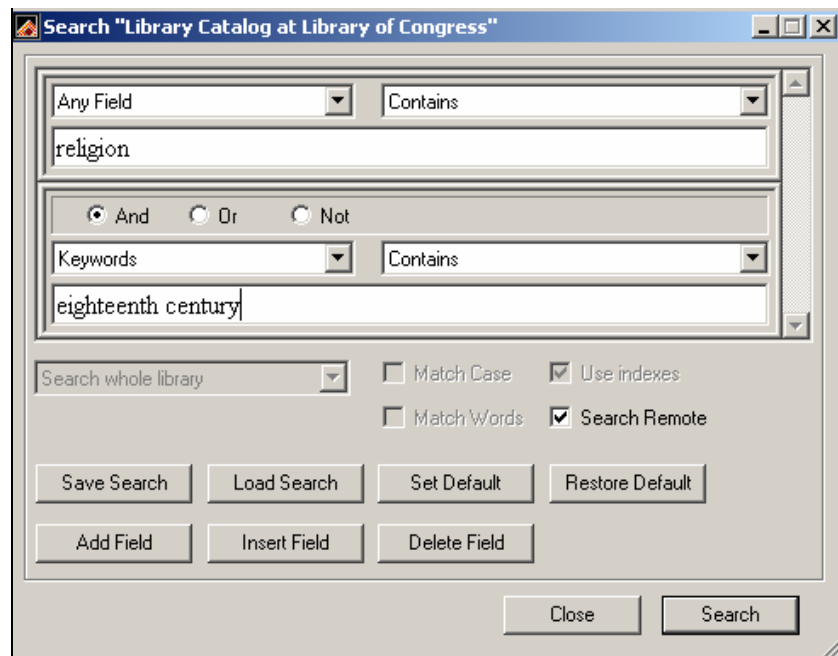 Search "Library Catalog at Library of Congress"
Any Field Contains
religion
And Or Not
Keywords Contains
eighteenth century
Search whole library Match Case Use indexes
Match Words Search Remote
Save Search Load Search Set Default Restore Default
Add Field Insert Field Delete Field
Close Search